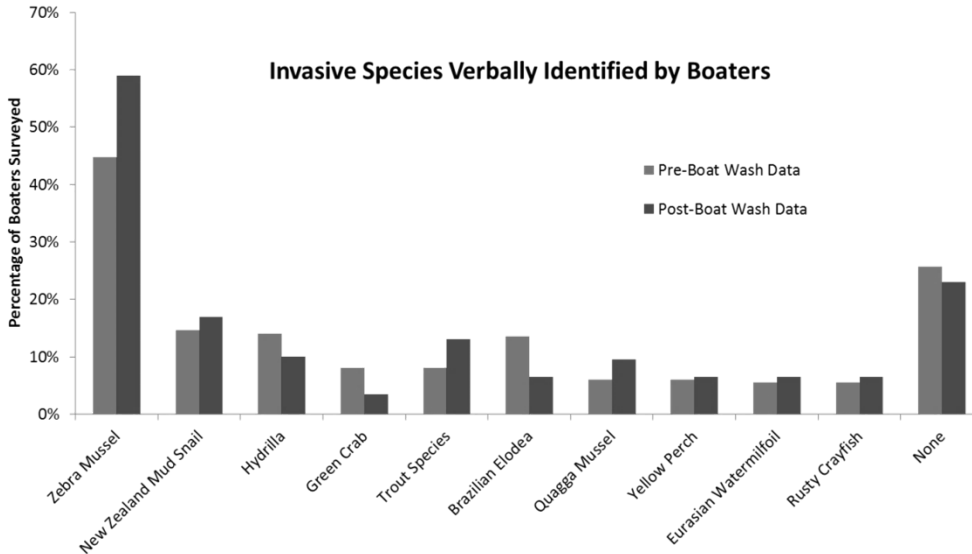 70%
Invasive Species Verbally Identified by Boaters
60%
50%
40%
30%
20%
10%
0%
Percentage of Boaters Surveyed
Pre-Boat Wash Data
Post-Boat Wash Data
Zebra Mussel
New Zealand Mud Snail
Hydrilla
Green Crab
Trout Species
Brazilian Elodea
Quagga Mussel
Yellow Perch
Eurasian Watermilfoil
Rusty Crayfish
None